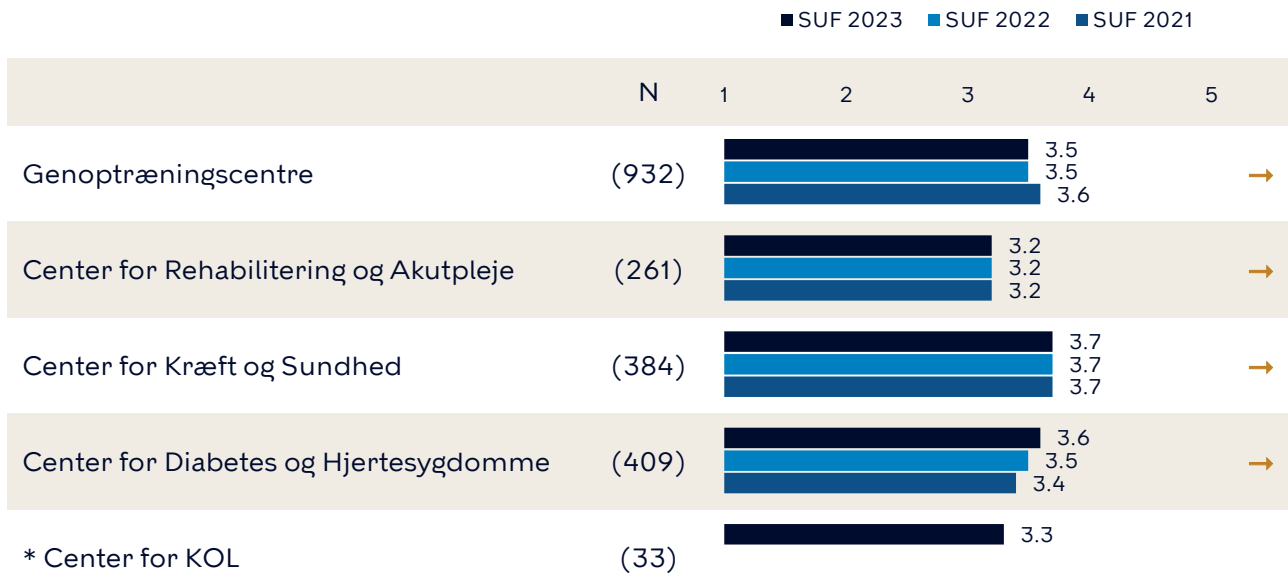 SUF 2023 SUF 2022 SUF 2021
N 1 2 3 4 5
Genoptræningscentre (932) 3.5
3.5
3.6
Center for Rehabilitering og Akutpleje (261) 3.2
3.2
3.2
Center for Kræft og Sundhed (384) 3.7
3.7
3.7
Center for Diabetes og Hjertesygdomme (409) 3.6
3.5
3.4
* Center for KOL (33) 3.3